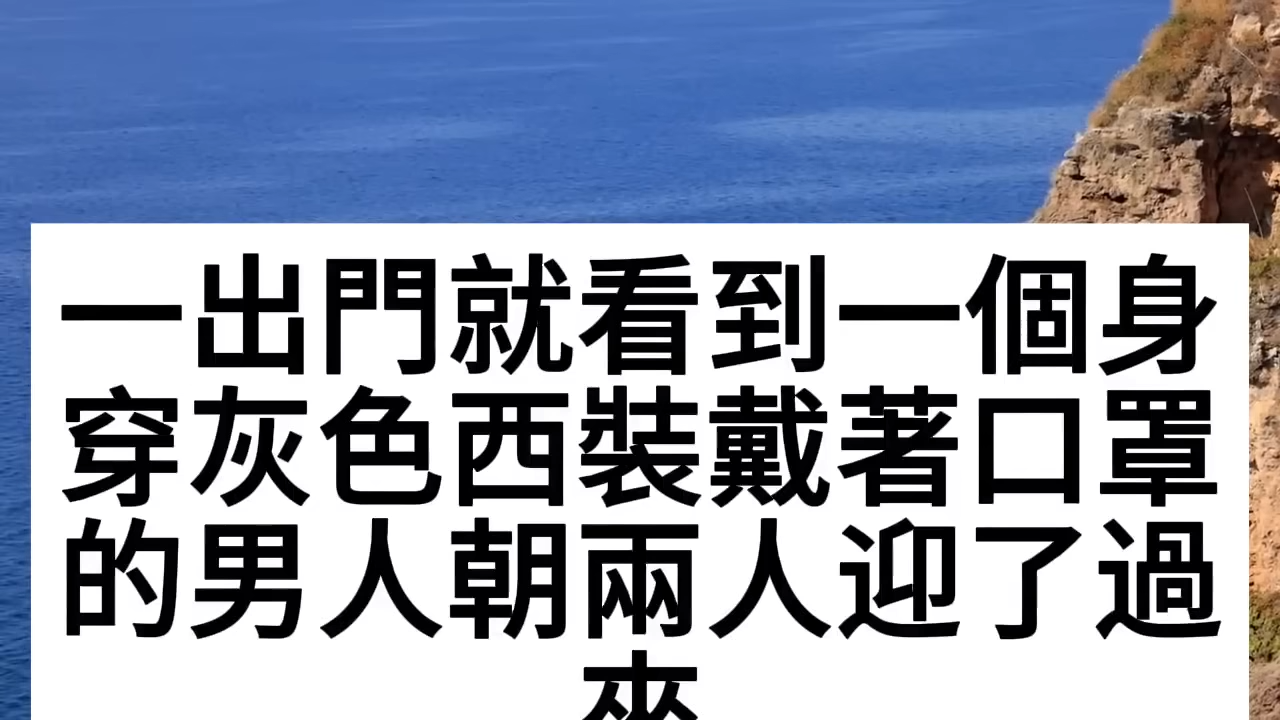 一出門就看到一個身
穿灰色西裝戴著口罩
的男人朝兩人迎了過
來